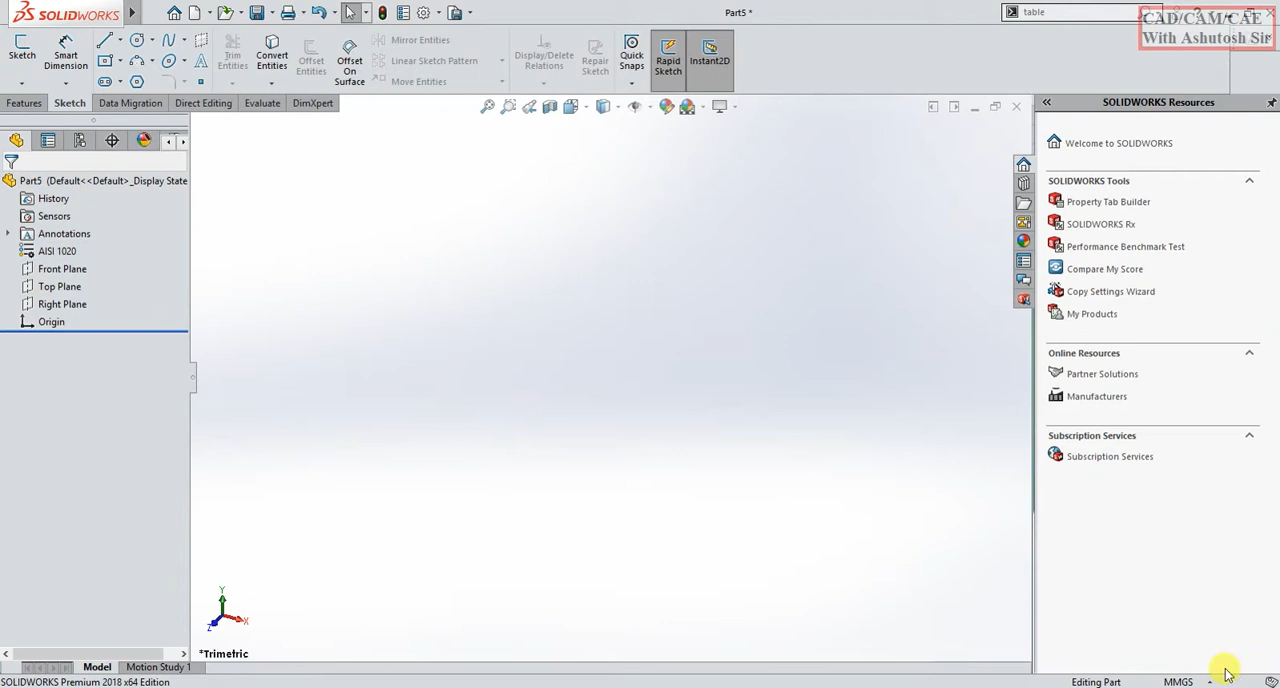 SOLIDWORKS
Part5 *
table
CAD/CAM/CAE
With Ashutosh Sir
Sketch
Smart
Dimension
Trim
Entities
Convert
Entities
Offset
Entities
Offset
On
Surface
Mirror Entities
Linear Sketch Pattern
Move Entities
Display/Delete
Relations
Repair
Sketch
Quick
Snaps
Rapid
Sketch
Instant2D
Features
Sketch
Data Migration
Direct Editing
Evaluate
DimXpert
Part5 (Default<<Default>_Display State
History
Sensors
Annotations
AISI 1020
Front Plane
Top Plane
Right Plane
Origin
SOLIDWORKS Resources
Welcome to SOLIDWORKS
SOLIDWORKS Tools
Property Tab Builder
SOLIDWORKS Rx
Performance Benchmark Test
Compare My Score
Copy Settings Wizard
My Products
Online Resources
Partner Solutions
Manufacturers
Subscription Services
Subscription Services
Y
X
Z
*Trimetric
Model
Motion Study 1
SOLIDWORKS Premium 2018 x64 Edition
Editing Part
MMGS